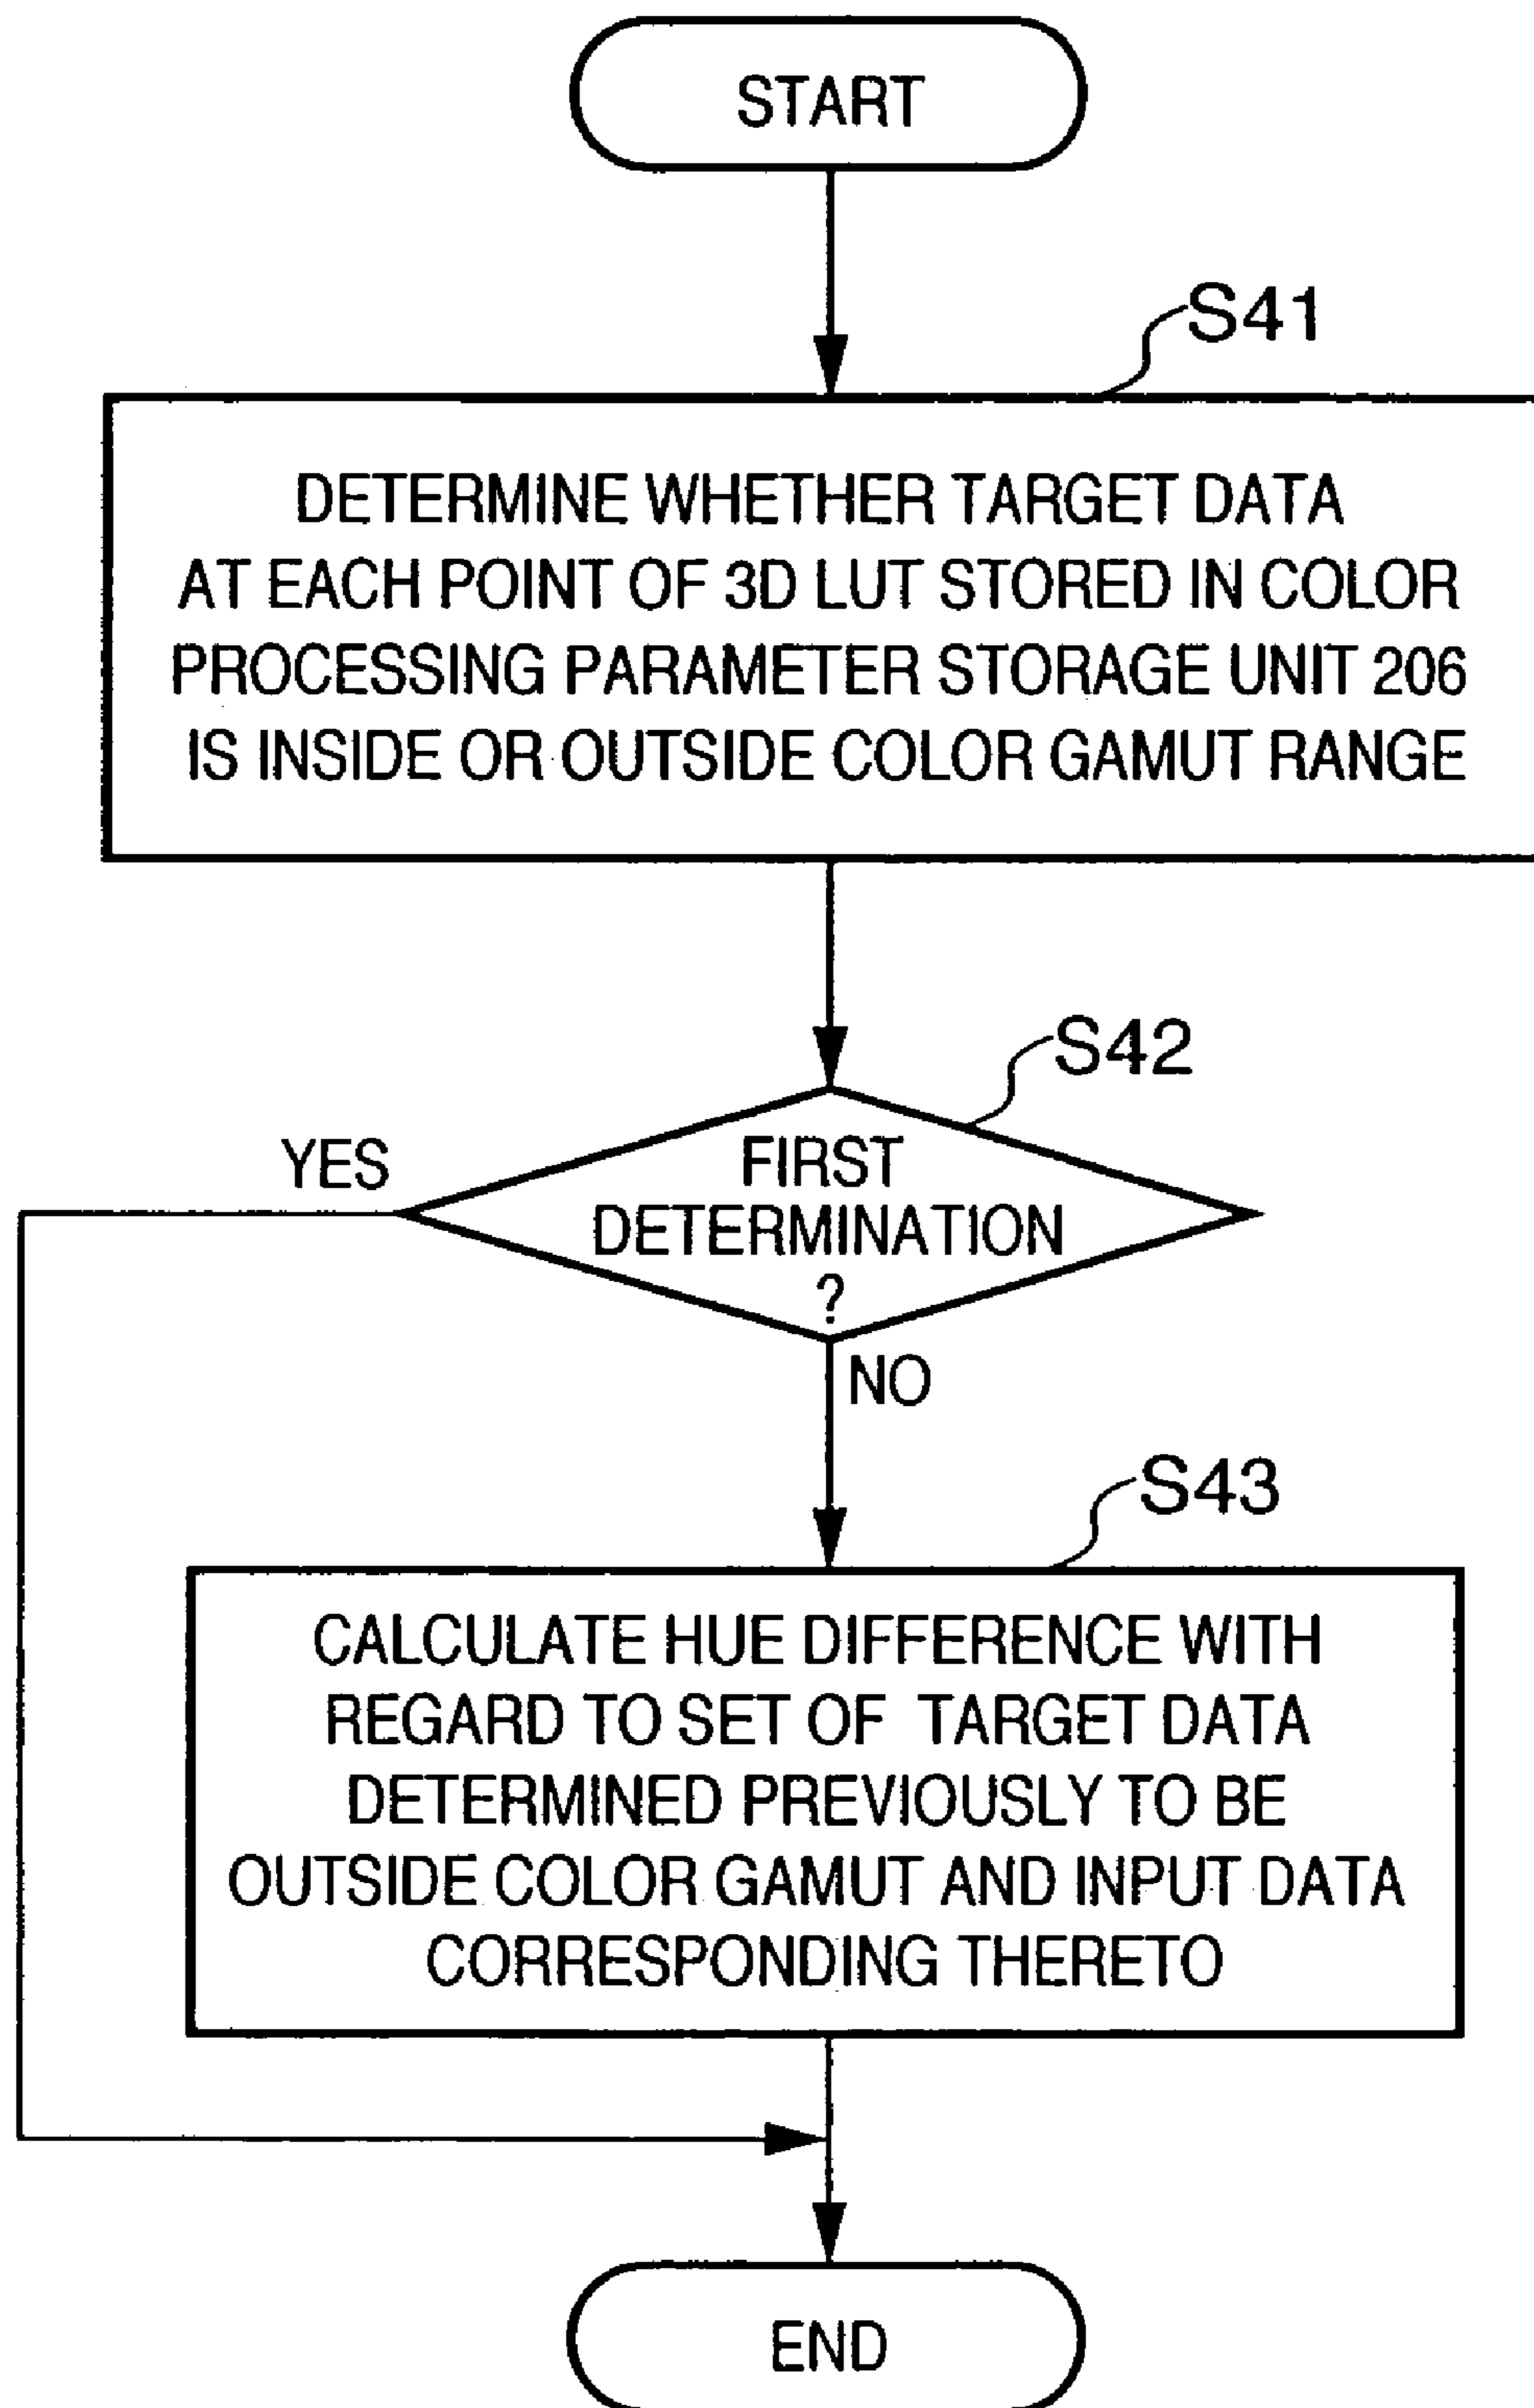 START
S41
DETERMINE WHETHER TARGET DATA
AT EACH POINT OF 3D LUT STORED IN COLOR
PROCESSING PARAMETER STORAGE UNIT 206
IS INSIDE OR OUTSIDE COLOR GAMUT RANGE
S42
YES
FIRST
DETERMINATION
?
NO
S43
CALCULATE HUE DIFFERENCE WITH
REGARD TO SET OF TARGET DATA
DETERMINED PREVIOUSLY TO BE
OUTSIDE COLOR GAMUT AND INPUT DATA
CORRESPONDING THERETO
END